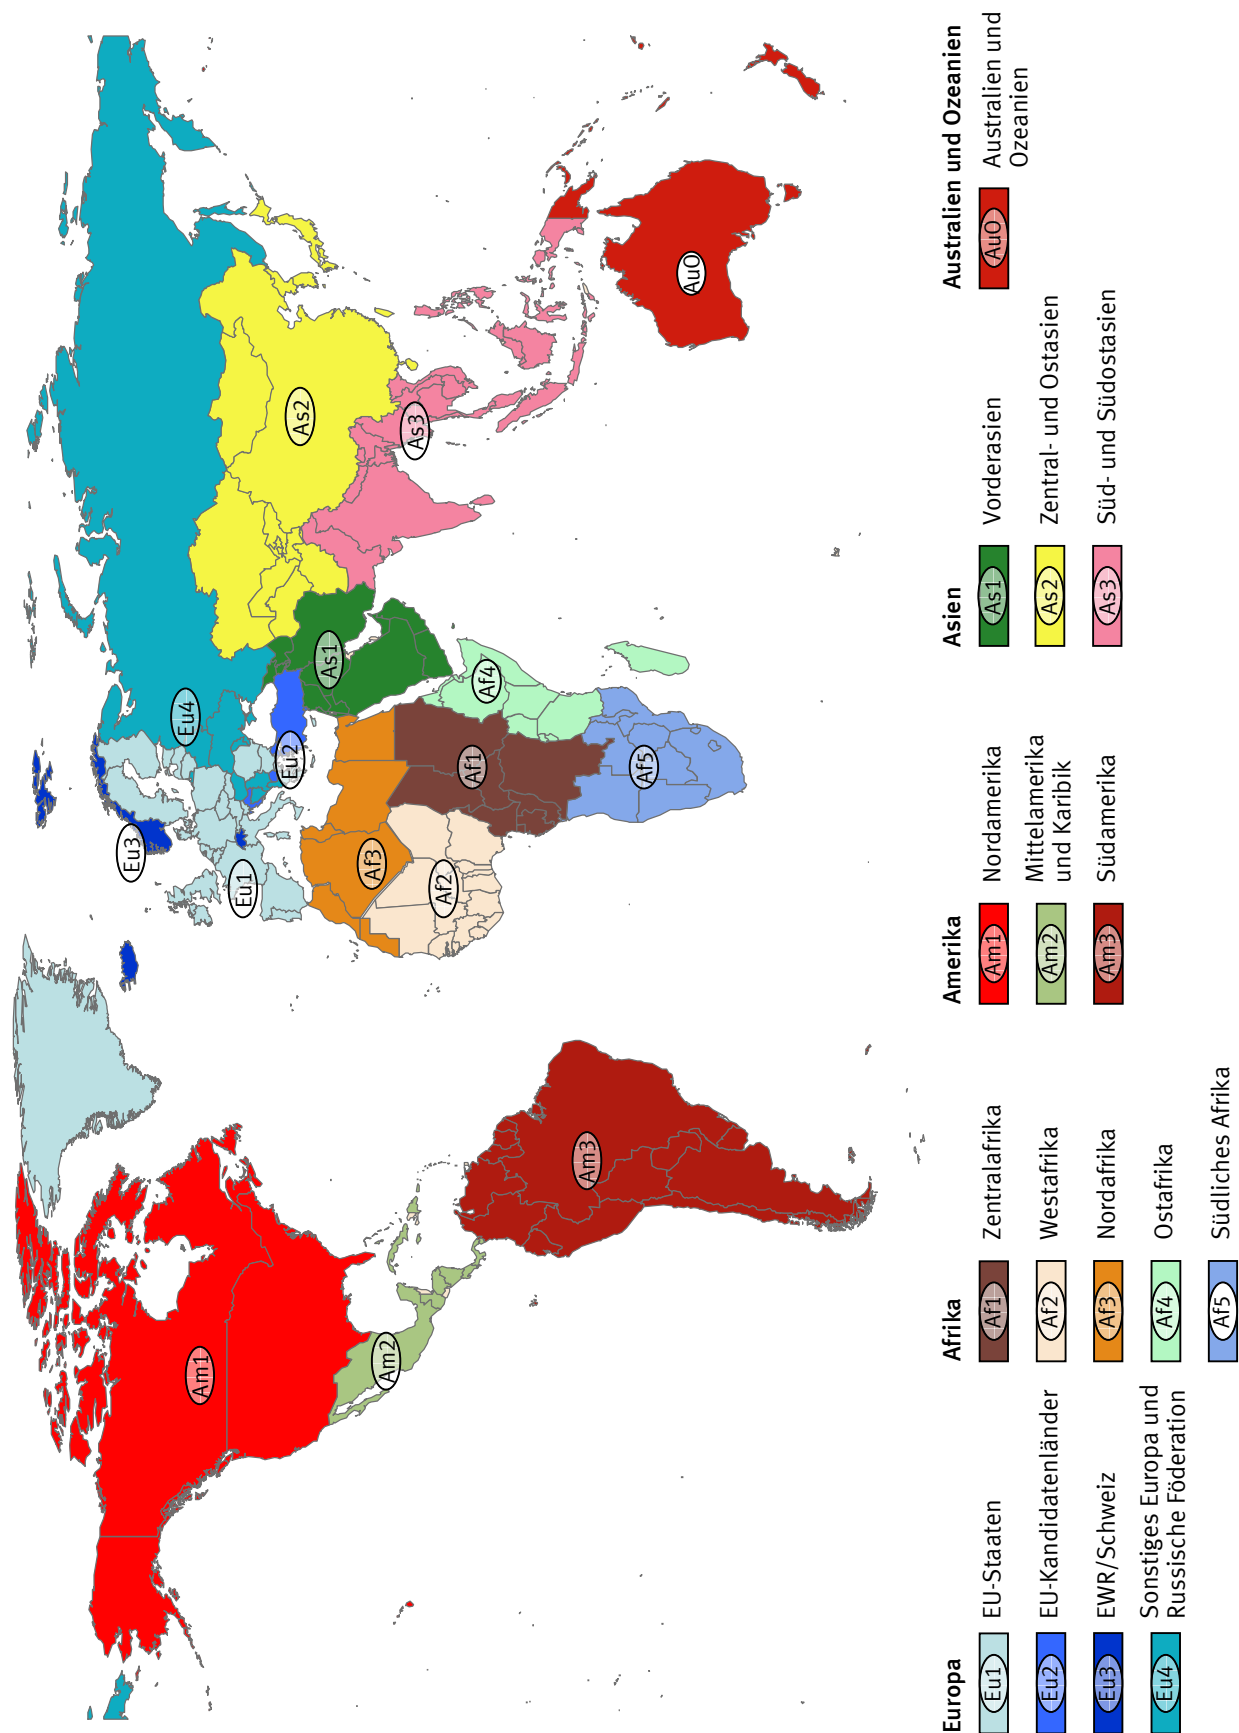 Eu3
Eu4
Eu1
Eu2
Am1
Am2
Am3
As1
As2
As3
Af1
Af2
Af3
Af4
Af5
AuO
Europa
Eu1 EU-Staaten
Eu2 EU-Kandidatenländer
Eu3 EWR/Schweiz
Eu4 Sonstiges Europa und
Russische Föderation
Afrika
Af1 Zentralafrika
Af2 Westafrika
Af3 Nordafrika
Af4 Ostafrika
Af5 Südliches Afrika
Amerika
Am1 Nordamerika
Am2 Mittelamerika
und Karibik
Am3 Südamerika
Asien
As1 Vorderasien
As2 Zentral- und Ostasien
As3 Süd- und Südostasien
Australien und Ozeanien
AuO Australien und
Ozeanien